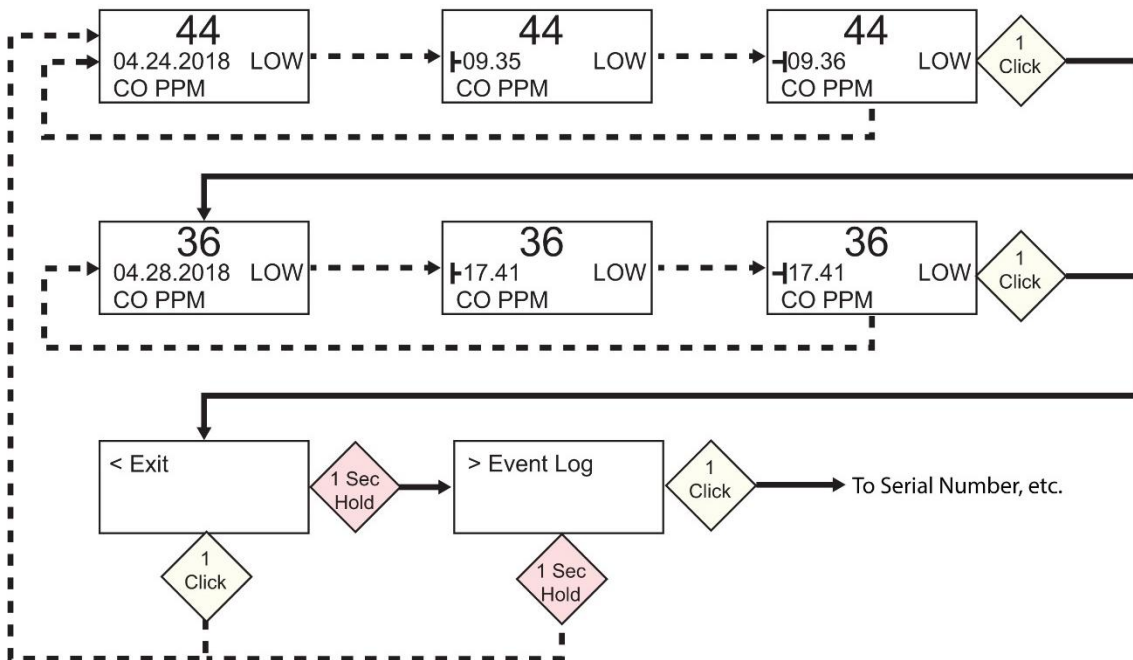 44
04.24.2018 LOW
CO PPM
44
09.35 LOW
CO PPM
44
09.36 LOW
CO PPM
1
Click
36
04.28.2018 LOW
CO PPM
36
17.41 LOW
CO PPM
36
17.41 LOW
CO PPM
1
Click
< Exit
1 Sec
Hold
> Event Log
1
Click
To Serial Number, etc.
1
Click
1 Sec
Hold